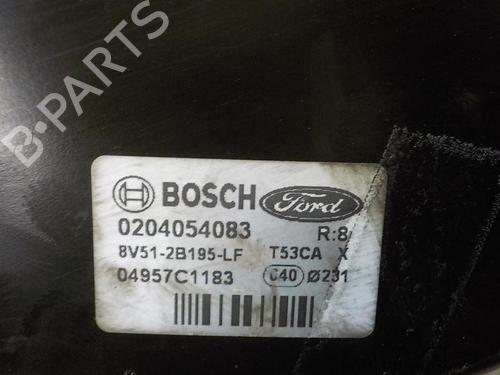 B-PARTS
BOSCH Ford
0204054083 R:8
8V51-2B195-LF T53CA X
04957C1183 C40 Ø231